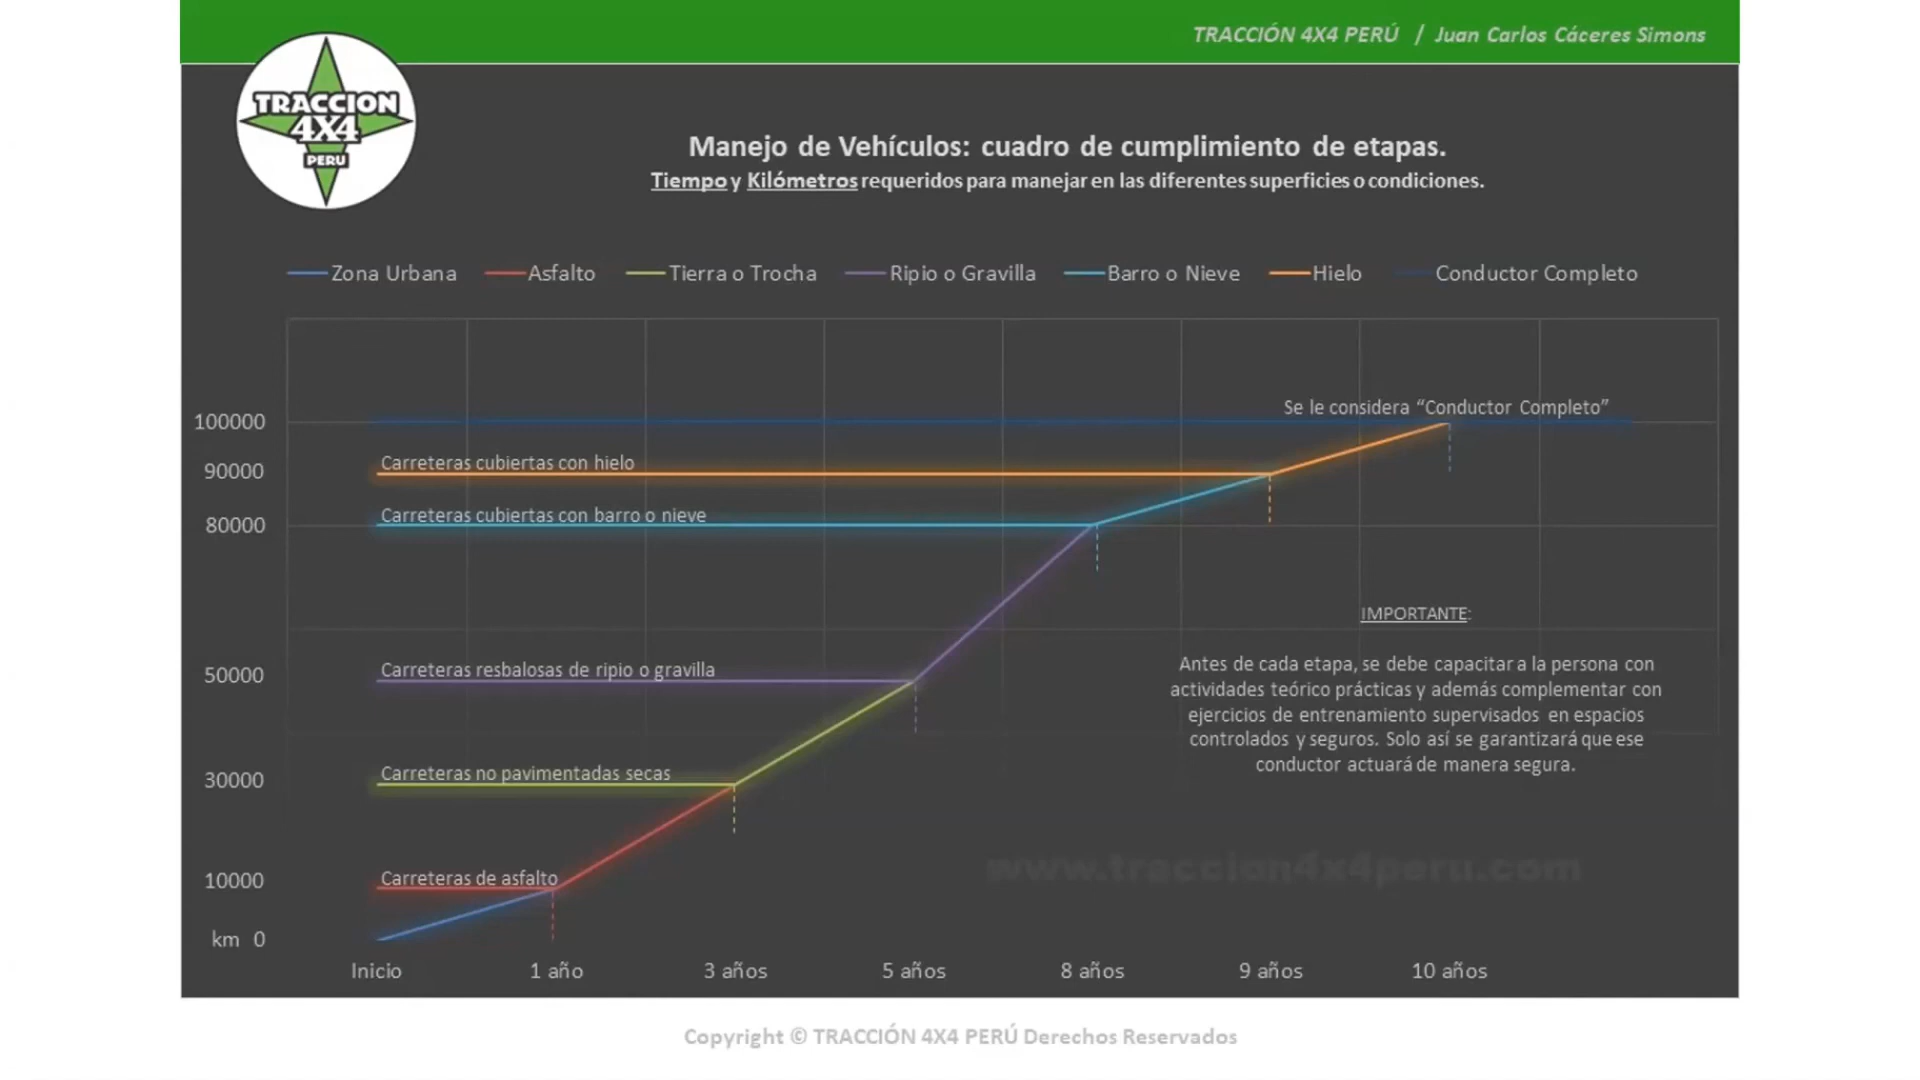 TRACCIÓN 4X4 PERÚ / Juan Carlos Cáceres Simons
TRACCION
4X4
PERU
Manejo de Vehículos: cuadro de cumplimiento de etapas.
Tiempo y Kilómetros requeridos para manejar en las diferentes superficies o condiciones.
Zona Urbana Asfalto Tierra o Trocha Ripio o Gravilla Barro o Nieve Hielo Conductor Completo
Se le considera “Conductor Completo”
100000
Carreteras cubiertas con hielo
90000
Carreteras cubiertas con barro o nieve
80000
IMPORTANTE:
Antes de cada etapa, se debe capacitar a la persona con
actividades teórico prácticas y además complementar con
ejercicios de entrenamiento supervisados en espacios
controlados y seguros. Solo así se garantizará que ese
conductor actuará de manera segura.
Carreteras resbalosas de ripio o gravilla
50000
Carreteras no pavimentadas secas
30000
www.traccion4x4peru.com
Carreteras de asfalto
10000
km 0
Inicio 1 año 3 años 5 años 8 años 9 años 10 años
Copyright © TRACCIÓN 4X4 PERÚ Derechos Reservados